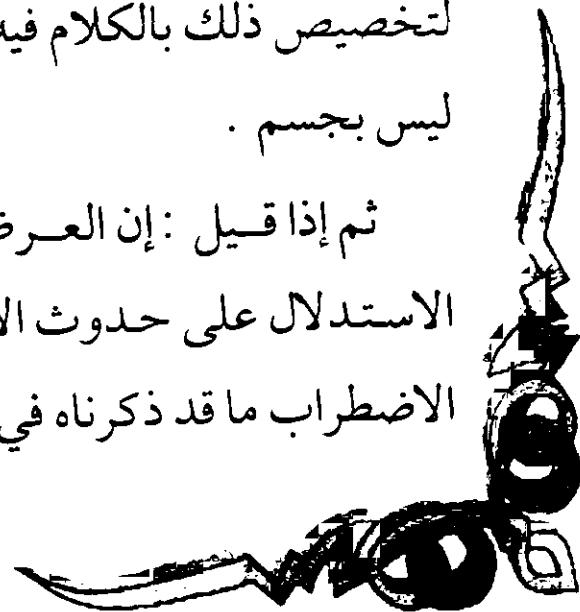 لتخصيص ذلك بالكلام فيه
ليس بجسم .
ثم إذا قيل : إن العرض
الاستدلال على حدوث الا
الاضطراب ما قد ذكرناه في